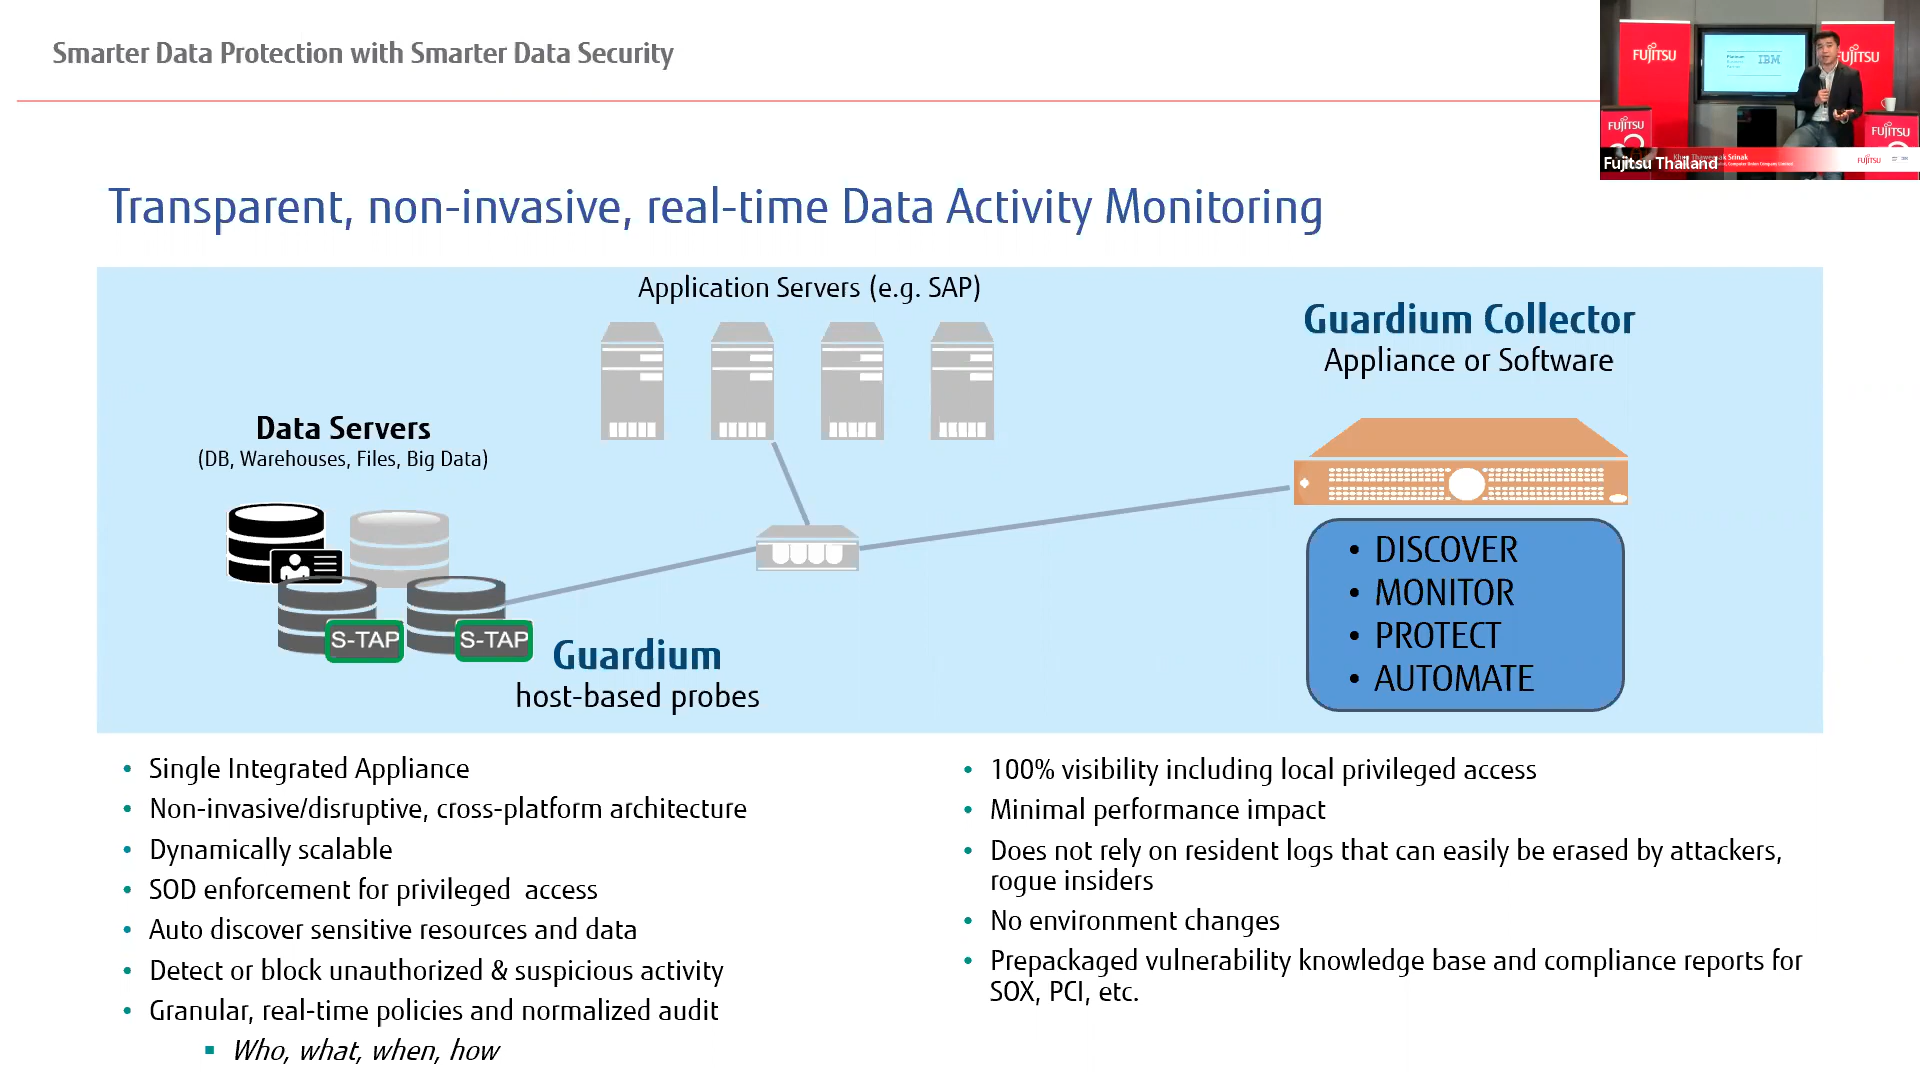 Smarter Data Protection with Smarter Data Security
FUJITSU
IBM
FUJITSU
FUJITSU
FUJITSU
Srinak
FUJITSU
Fujitsu Thailand
Transparent, non-invasive, real-time Data Activity Monitoring
Application Servers (e.g. SAP)
Guardium Collector
Appliance or Software
Data Servers
(DB, Warehouses, Files, Big Data)
S-TAP
S-TAP
Guardium
host-based probes
• DISCOVER
• MONITOR
• PROTECT
• AUTOMATE
• Single Integrated Appliance
• Non-invasive/disruptive, cross-platform architecture
• Dynamically scalable
• SOD enforcement for privileged  access
• Auto discover sensitive resources and data
• Detect or block unauthorized & suspicious activity
• Granular, real-time policies and normalized audit
▪ Who, what, when, how
• 100% visibility including local privileged access
• Minimal performance impact
• Does not rely on resident logs that can easily be erased by attackers,
rogue insiders
• No environment changes
• Prepackaged vulnerability knowledge base and compliance reports for
SOX, PCI, etc.